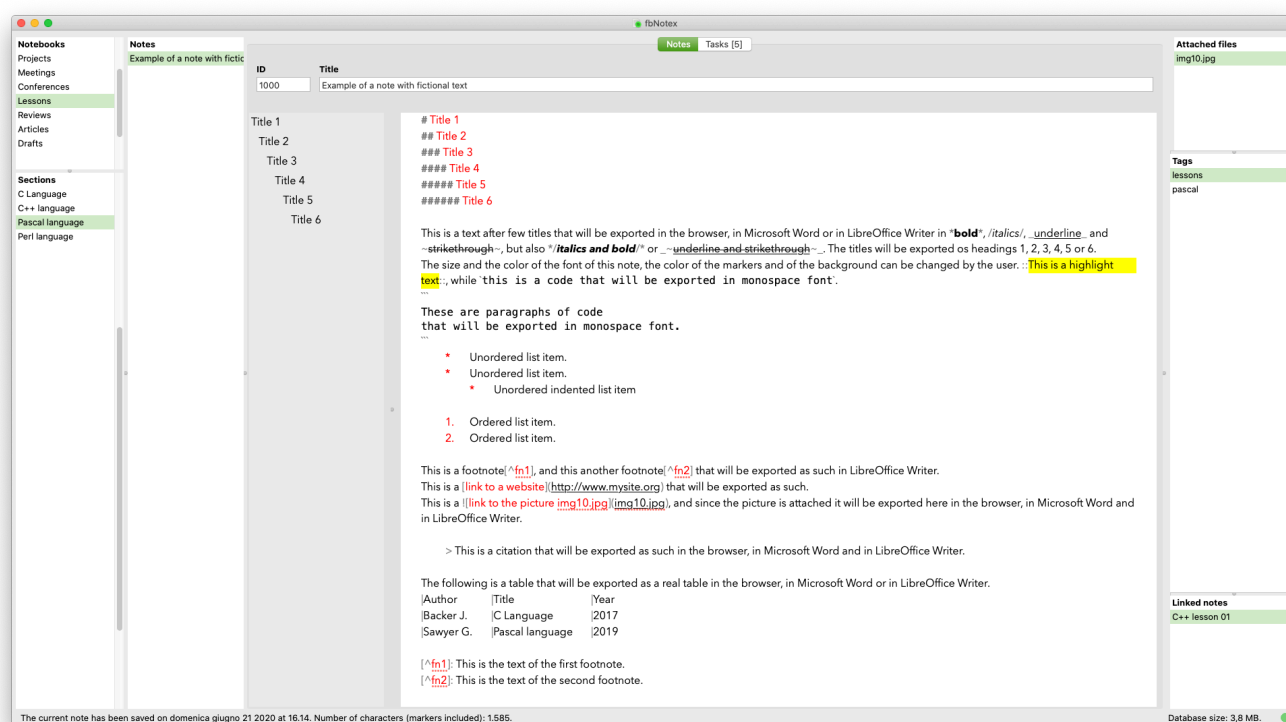 fbNotex
Notebooks
Projects
Meetings
Conferences
Lessons
Reviews
Articles
Drafts
Sections
C Language
C++ language
Pascal language
Perl language
Notes
Example of a note with fictic
Notes Tasks [5]
ID Title
1000 Example of a note with fictional text
Title 1
Title 2
Title 3
Title 4
Title 5
Title 6
# Title 1
## Title 2
### Title 3
#### Title 4
##### Title 5
###### Title 6
This is a text after few titles that will be exported in the browser, in Microsoft Word or in LibreOffice Writer in *bold*, /italics/, _underline_ and
~strikethrough~, but also */italics and bold/* or _~underline and strikethrough~_. The titles will be exported os headings 1, 2, 3, 4, 5 or 6.
The size and the color of the font of this note, the color of the markers and of the background can be changed by the user. ::This is a highlight
text::, while `this is a code that will be exported in monospace font`.
```
These are paragraphs of code
that will be exported in monospace font.
```
* Unordered list item.
* Unordered list item.
* Unordered indented list item
1. Ordered list item.
2. Ordered list item.
This is a footnote[^fn1], and this another footnote[^fn2] that will be exported as such in LibreOffice Writer.
This is a [link to a website](http://www.mysite.org) that will be exported as such.
This is a ![link to the picture img10.jpg](img10.jpg), and since the picture is attached it will be exported here in the browser, in Microsoft Word and
in LibreOffice Writer.
> This is a citation that will be exported as such in the browser, in Microsoft Word and in LibreOffice Writer.
The following is a table that will be exported as a real table in the browser, in Microsoft Word or in LibreOffice Writer.
|Author |Title |Year
|Backer J. |C Language |2017
|Sawyer G. |Pascal language |2019
[^fn1]: This is the text of the first footnote.
[^fn2]: This is the text of the second footnote.
Attached files
img10.jpg
Tags
lessons
pascal
Linked notes
C++ lesson 01
The current note has been saved on domenica giugno 21 2020 at 16.14. Number of characters (markers included): 1.585.
Database size: 3,8 MB.